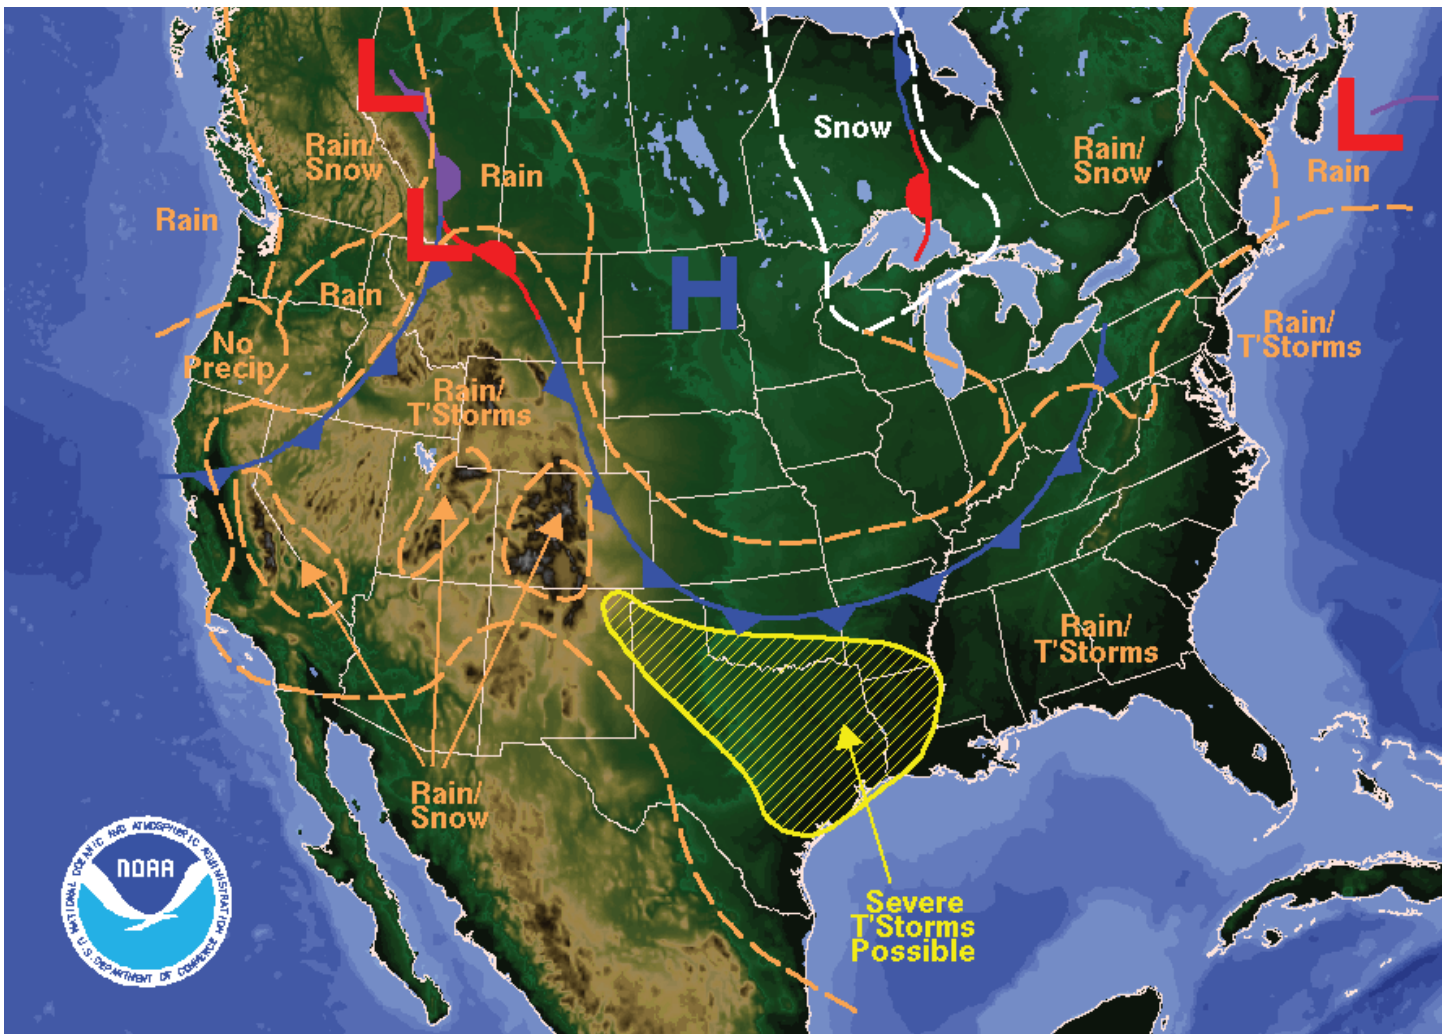 L
L
Snow
Rain/
Snow
Rain
Rain/
Snow
Rain
Rain
L
H
Rain
No
Precip
Rain/
T'Storms
Rain/
T'Storms
Rain/
T'Storms
Rain/
Snow
Severe
T'Storms
Possible
NATIONAL OCEANIC AND ATMOSPHERIC ADMINISTRATION
NOAA
U.S. DEPARTMENT OF COMMERCE